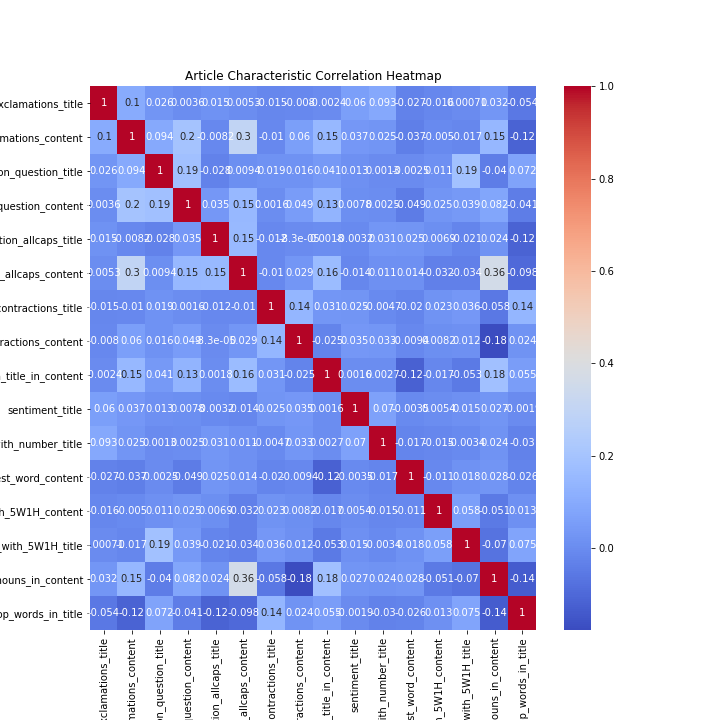 Article Characteristic Correlation Heatmap
xclamations_title
mations_content
on_question_title
question_content
tion_allcaps_title
_allcaps_content
contractions_title
ractions_content
_title_in_content
sentiment_title
with_number_title
est_word_content
h_5W1H_content
_with_5W1H_title
nouns_in_content
op_words_in_title
1 0.1 0.026 0.0036 0.015 0.0053 -0.015 -0.008 -0.0024 0.06 0.093 -0.027 -0.016 0.00071 0.032 -0.054
0.1 1 0.094 0.2 -0.0082 0.3 -0.01 0.06 0.15 0.037 0.025 -0.037 -0.005 -0.017 0.15 -0.12
0.026 0.094 1 0.19 -0.028 0.0094 0.019 0.016 0.041 0.013 0.0013 -0.0025 0.011 0.19 -0.04 0.072
0.0036 0.2 0.19 1 0.035 0.15 0.0016 0.049 0.13 0.0078 0.0025 -0.049 0.025 0.039 0.082 -0.041
0.015 -0.0082 -0.028 0.035 1 0.15 -0.012 -3.3e-05 0.0018 -0.0032 0.031 0.025 0.0069 -0.021 0.024 -0.12
0.0053 0.3 0.0094 0.15 0.15 1 -0.01 0.029 0.16 -0.014 0.011 0.014 -0.032 -0.034 0.36 -0.098
-0.015 -0.01 0.019 0.0016 -0.012 -0.01 1 0.14 0.031 0.025 -0.0047 -0.02 0.023 0.036 -0.058 0.14
-0.008 0.06 0.016 0.049 0.029 0.14 1 -0.025 0.035 0.033 -0.0094 0.0082 0.012 -0.18 0.024
-0.0024 0.15 0.041 0.13 0.0018 0.16 0.031 -0.025 1 0.0016 0.0027 -0.12 -0.017 -0.053 0.18 0.055
0.06 0.037 0.013 0.0078 -0.0032 -0.014 0.025 0.035 0.0016 1 0.07 -0.0035 0.0054 0.015 0.027 -0.0019
0.093 0.025 0.0013 0.0025 0.031 0.011 -0.0047 0.033 0.0027 0.07 1 -0.017 -0.015 0.0034 0.024 -0.03
-0.027 -0.037 -0.0025 -0.049 0.025 0.014 -0.02 -0.0094 -0.12 -0.0035 -0.017 1 -0.011 0.018 0.028 -0.026
-0.016 -0.005 0.011 0.025 0.0069 -0.032 0.023 0.0082 -0.017 0.0054 -0.015 -0.011 1 0.058 -0.051 0.013
0.00071 -0.017 0.19 0.039 -0.021 -0.034 0.036 0.012 -0.053 0.015 0.0034 0.018 0.058 1 -0.07 0.075
0.032 0.15 -0.04 0.082 0.024 0.36 -0.058 -0.18 0.18 0.027 0.024 0.028 -0.051 -0.07 1 -0.14
-0.054 -0.12 0.072 -0.041 -0.12 -0.098 0.14 0.024 0.055 -0.0019 -0.03 -0.026 0.013 0.075 -0.14 1
xclamations_title
mations_content
on_question_title
question_content
ion_allcaps_title
_allcaps_content
contractions_title
ractions_content
_title_in_content
sentiment_title
with_number_title
est_word_content
h_5W1H_content
_with_5W1H_title
nouns_in_content
p_words_in_title
1.0
0.8
0.6
0.4
0.2
0.0